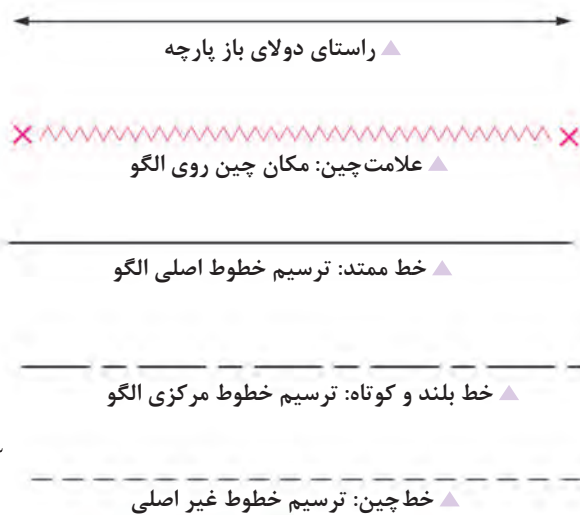 راستای دولای باز پارچه
علامت‌چین: مکان چین روی الگو
خط ممتد: ترسیم خطوط اصلی الگو
خط بلند و کوتاه: ترسیم خطوط مرکزی الگو
خط‌چین: ترسیم خطوط غیر اصلی